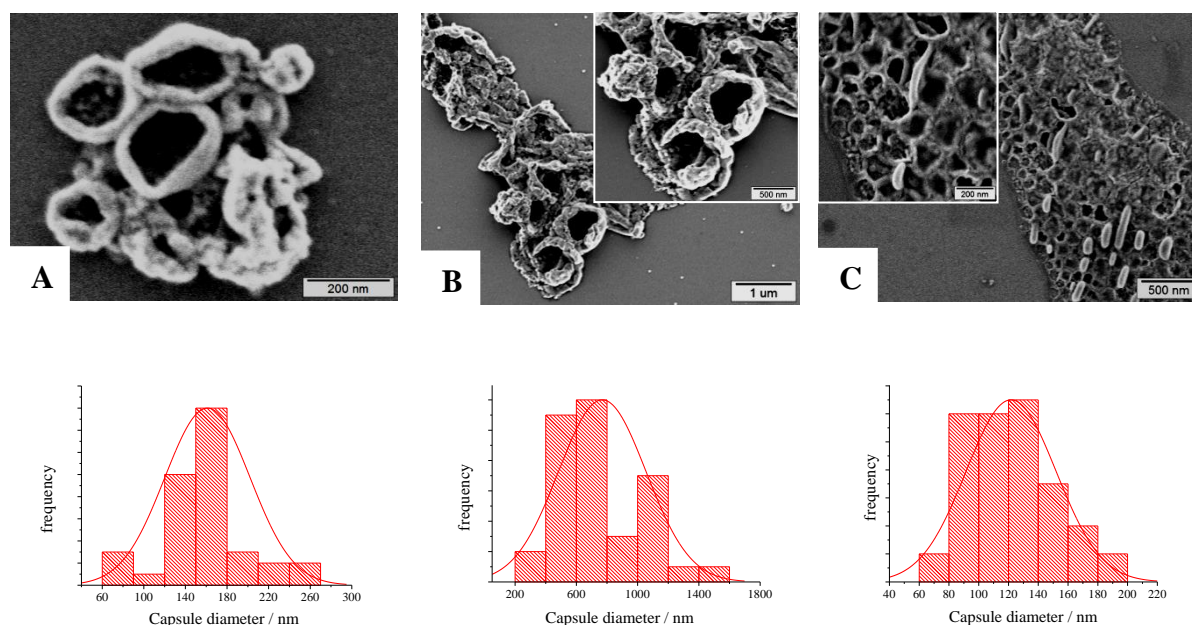 A
200 nm
B
500 nm
1 um
C
200 nm
500 nm
frequency
60 140 180 220 260 300
Capsule diameter / nm
frequency
200 600 1000 1400 1800
Capsule diameter / nm
frequency
40 60 80 100 120 140 160 180 200 220
Capsule diameter / nm